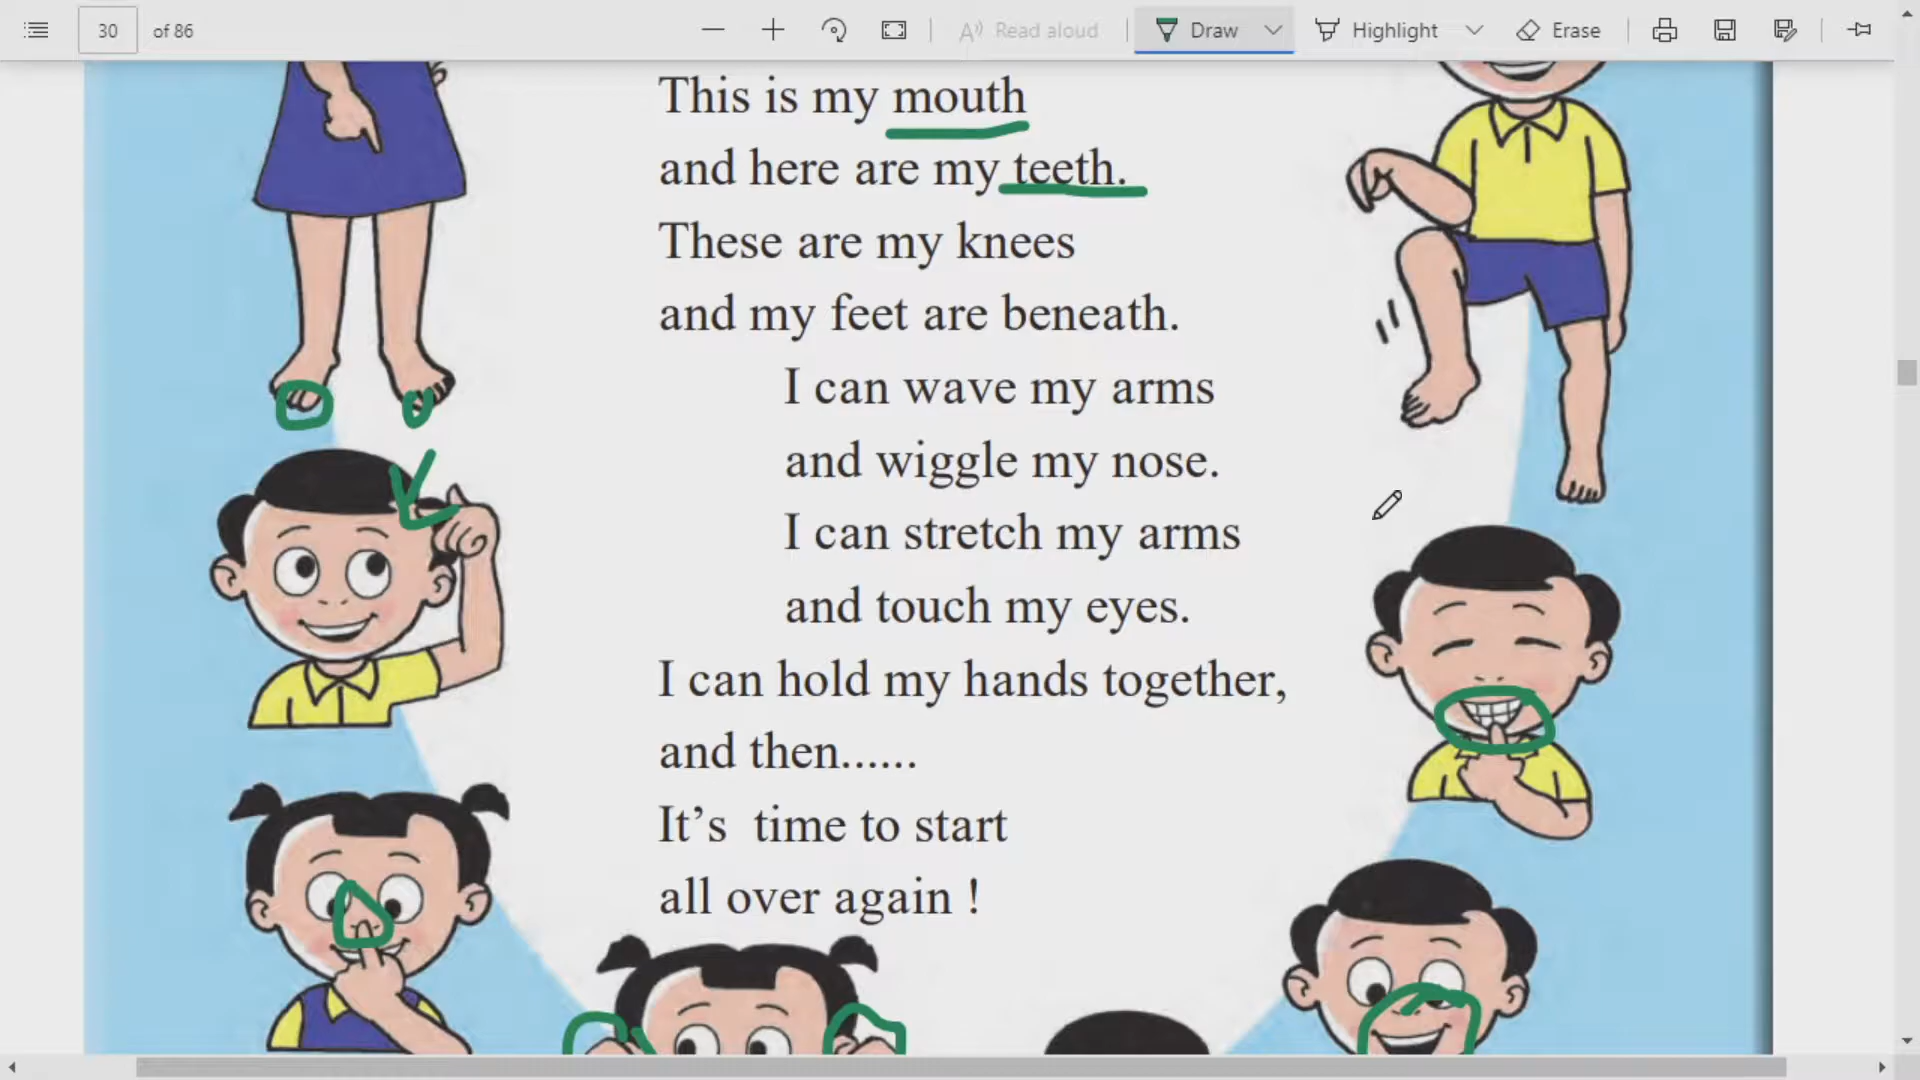 30 of 86 Read aloud Draw Highlight Erase
This is my mouth
and here are my teeth.
These are my knees
and my feet are beneath.
I can wave my arms
and wiggle my nose.
I can stretch my arms
and touch my eyes.
I can hold my hands together,
and then......
It’s time to start
all over again !